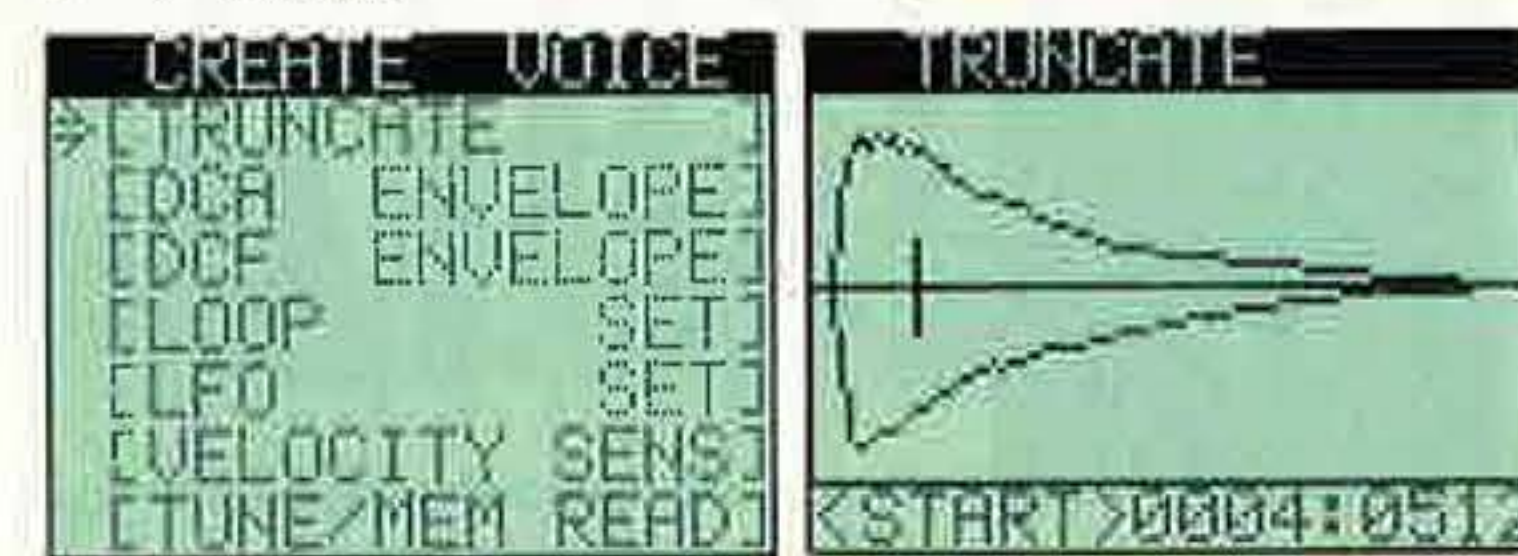 CREATE VOICE
[TRUNCATE ]
[DCA ENVELOPE]
[DCF ENVELOPE]
[LOOP SET]
[LFO SET]
[VELOCITY SENS]
[TUNE/MEM READ]
TRUNCATE
<START>0004:0512